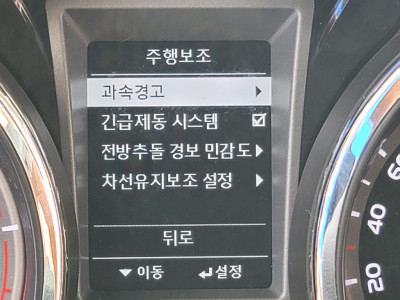 주행보조
과속경고
긴급제동 시스템
전방추돌 경보 민감도
차선유지보조 설정
뒤로
이동 설정
20
40
60